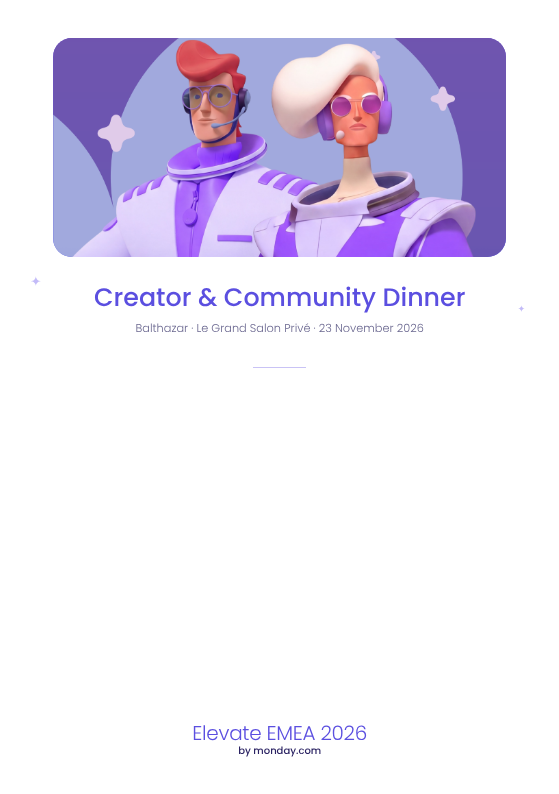 Creator & Community Dinner
Balthazar · Le Grand Salon Privé · 23 November 2026
Elevate EMEA 2026
by monday.com